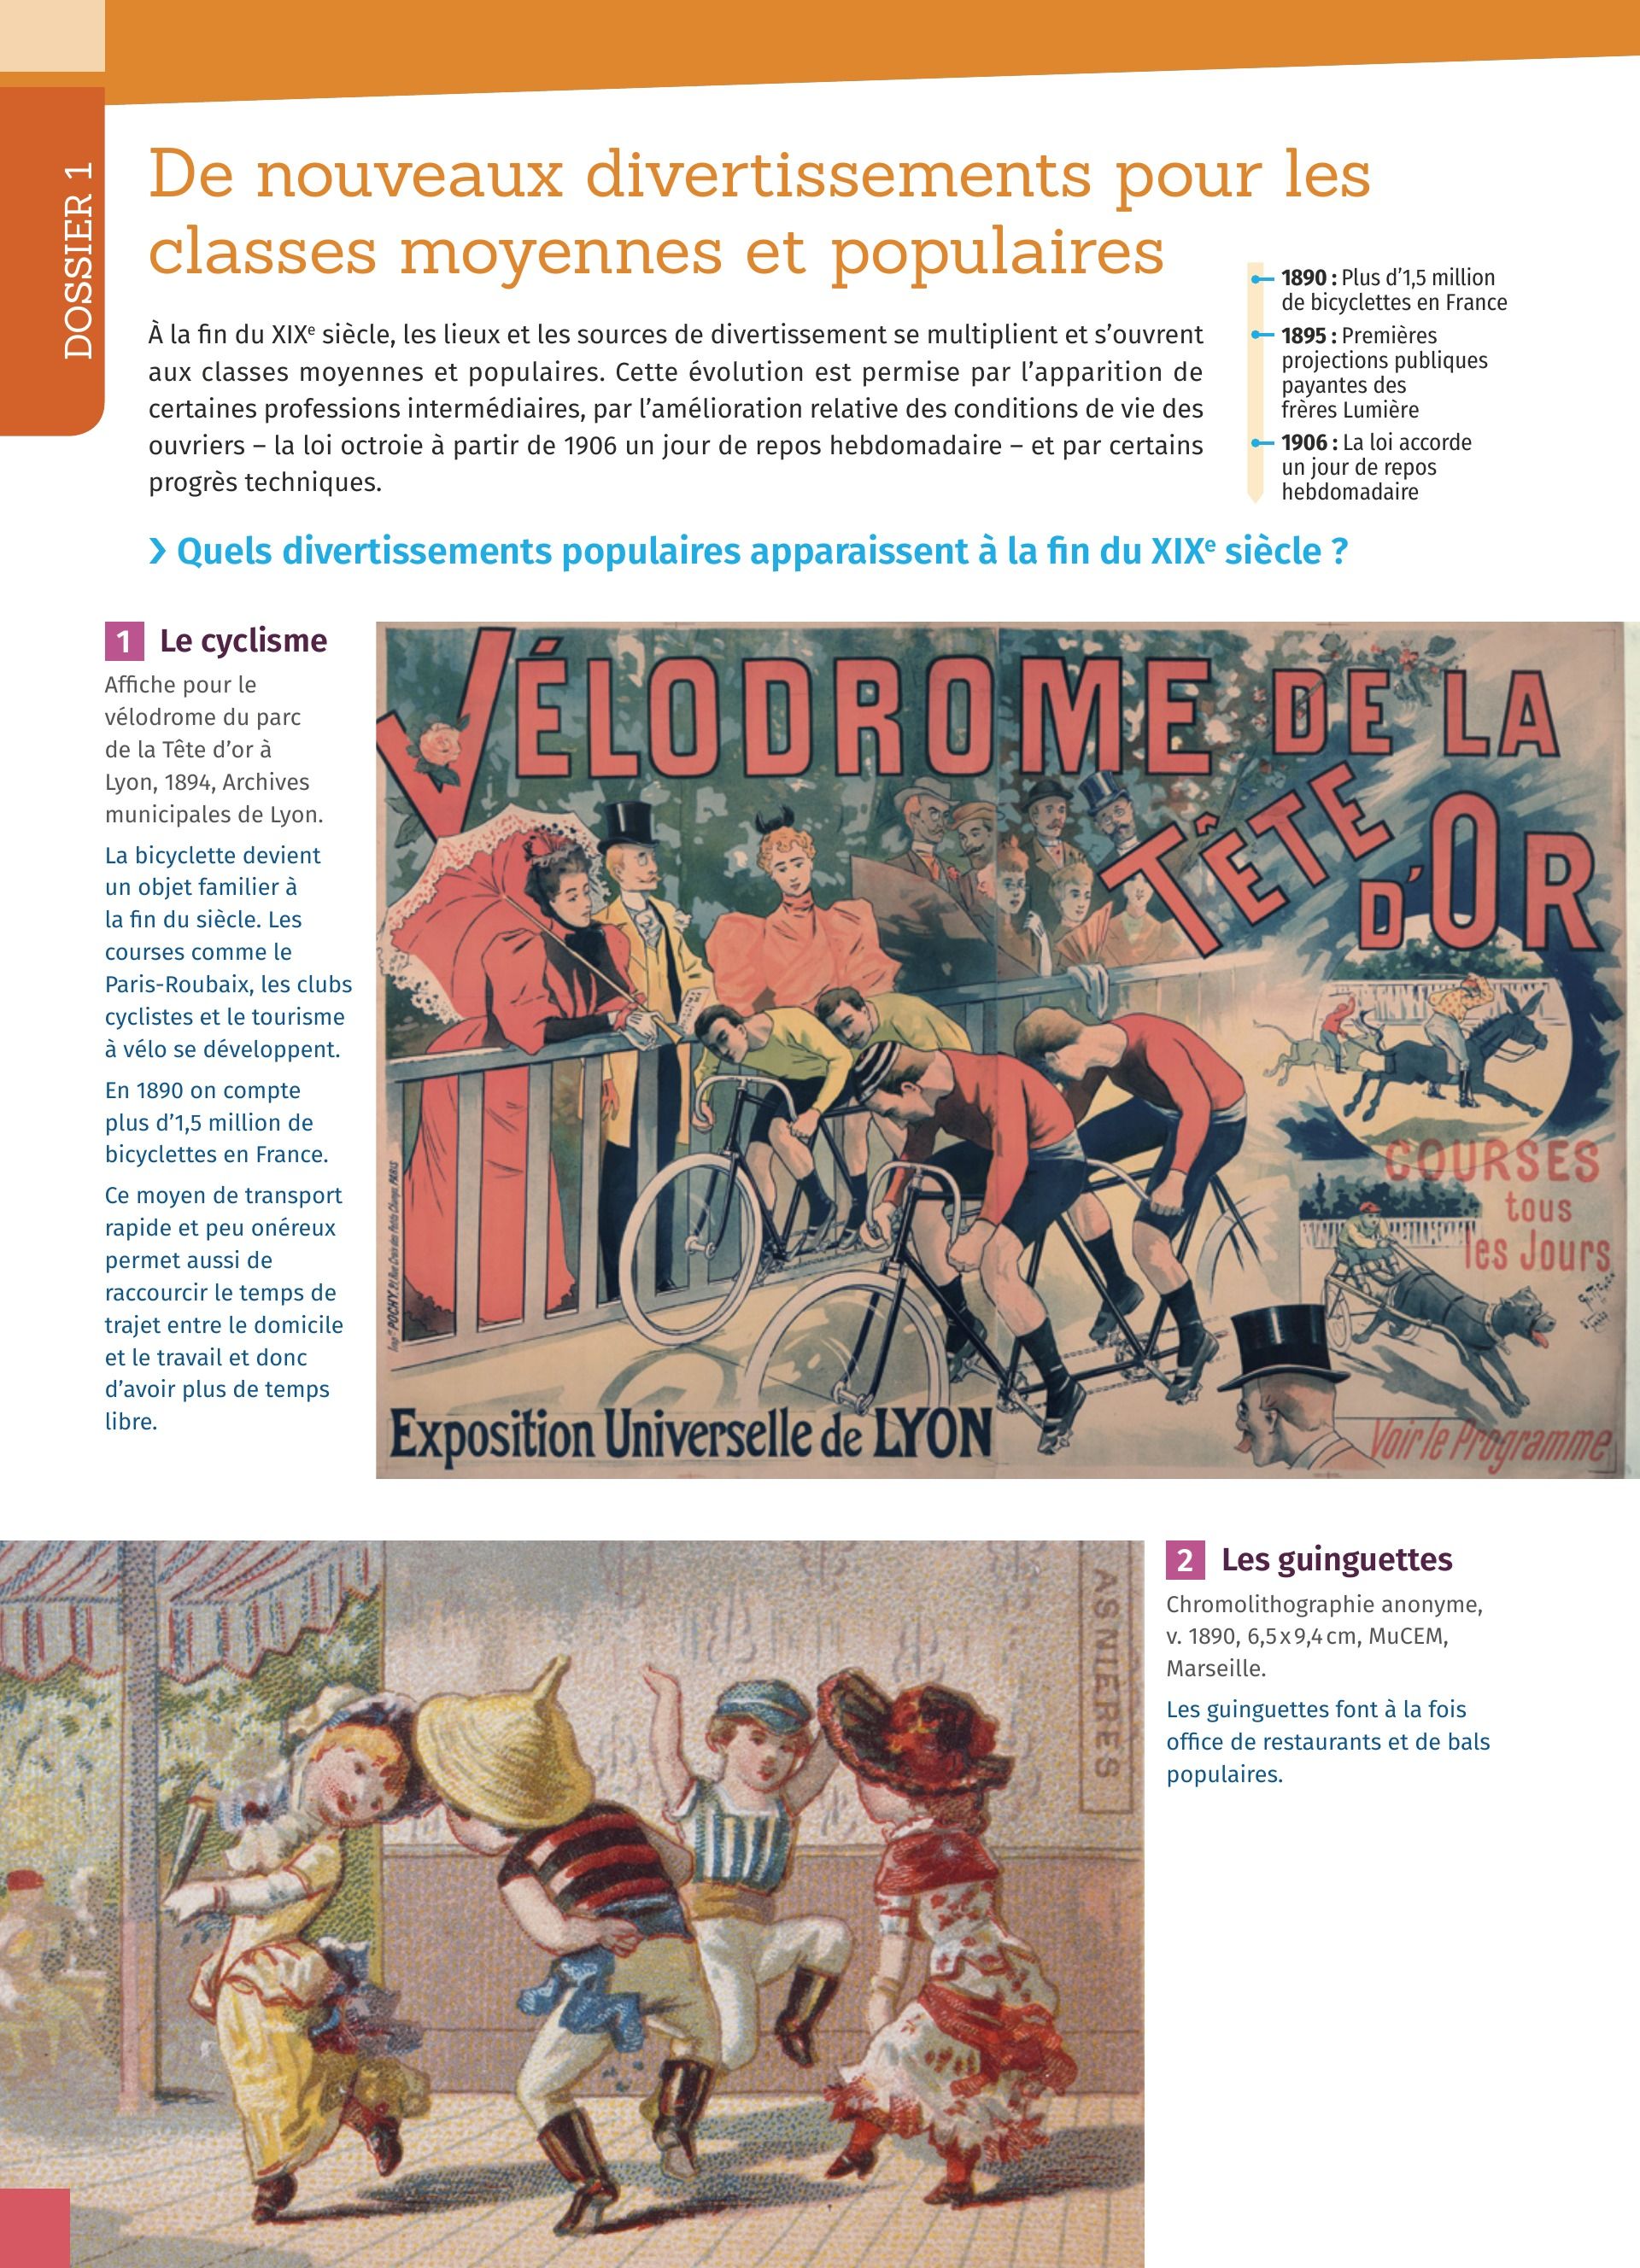 DOSSIER 1
De nouveaux divertissements pour les
classes moyennes et populaires
À la fin du XIXe siècle, les lieux et les sources de divertissement se multiplient et s’ouvrent
aux classes moyennes et populaires. Cette évolution est permise par l’apparition de
certaines professions intermédiaires, par l’amélioration relative des conditions de vie des
ouvriers – la loi octroie à partir de 1906 un jour de repos hebdomadaire – et par certains
progrès techniques.
1890 : Plus d’1,5 million
de bicyclettes en France
1895 : Premières
projections publiques
payantes des
frères Lumière
1906 : La loi accorde
un jour de repos
hebdomadaire
❯ Quels divertissements populaires apparaissent à la fin du XIXe siècle ?
1 Le cyclisme
Affiche pour le
vélodrome du parc
de la Tête d’or à
Lyon, 1894, Archives
municipales de Lyon.
La bicyclette devient
un objet familier à
la fin du siècle. Les
courses comme le
Paris-Roubaix, les clubs
cyclistes et le tourisme
à vélo se développent.
En 1890 on compte
plus d’1,5 million de
bicyclettes en France.
Ce moyen de transport
rapide et peu onéreux
permet aussi de
raccourcir le temps de
trajet entre le domicile
et le travail et donc
d’avoir plus de temps
libre.
VÉLODROME DE LA
TÊTE
D’OR
COURSES
tous
les Jours
Exposition Universelle de LYON
Voir le Programme
2 Les guinguettes
Chromolithographie anonyme,
v. 1890, 6,5 x 9,4 cm, MuCEM,
Marseille.
Les guinguettes font à la fois
office de restaurants et de bals
populaires.
ASNIERES